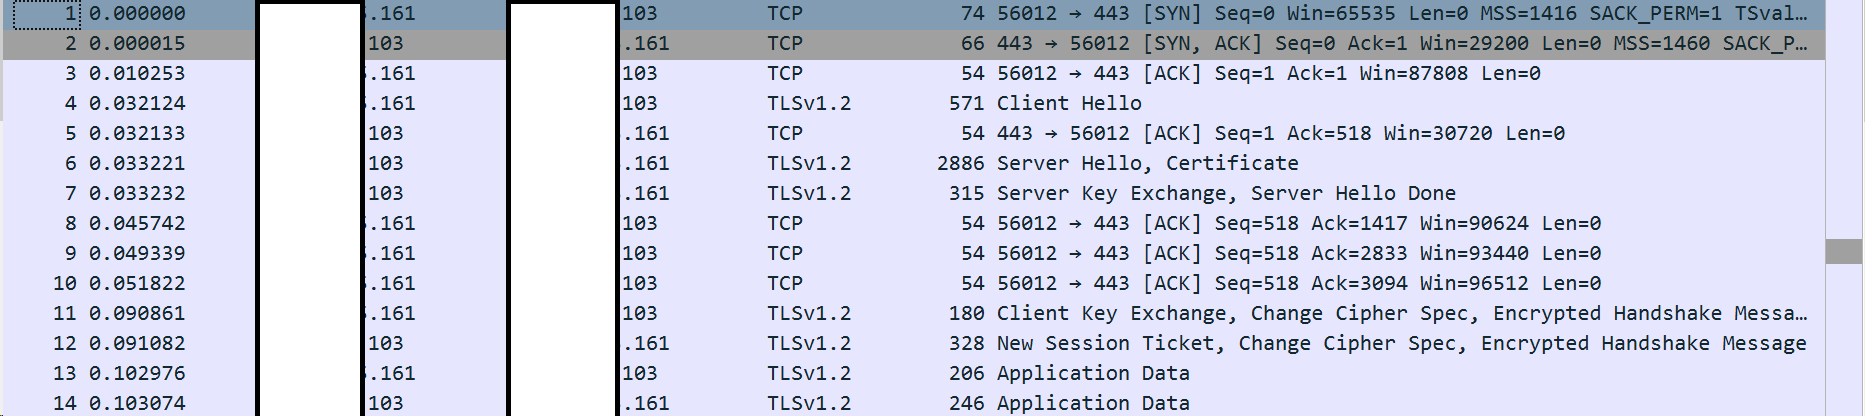 1 0.000000 .161 103 TCP 74 56012 → 443 [SYN] Seq=0 Win=65535 Len=0 MSS=1416 SACK_PERM=1 TSval…
2 0.000015 103 .161 TCP 66 443 → 56012 [SYN, ACK] Seq=0 Ack=1 Win=29200 Len=0 MSS=1460 SACK_P…
3 0.010253 .161 103 TCP 54 56012 → 443 [ACK] Seq=1 Ack=1 Win=87808 Len=0
4 0.032124 .161 103 TLSv1.2 571 Client Hello
5 0.032133 103 .161 TCP 54 443 → 56012 [ACK] Seq=1 Ack=518 Win=30720 Len=0
6 0.033221 103 .161 TLSv1.2 2886 Server Hello, Certificate
7 0.033232 103 .161 TLSv1.2 315 Server Key Exchange, Server Hello Done
8 0.045742 .161 103 TCP 54 56012 → 443 [ACK] Seq=518 Ack=1417 Win=90624 Len=0
9 0.049339 .161 103 TCP 54 56012 → 443 [ACK] Seq=518 Ack=2833 Win=93440 Len=0
10 0.051822 .161 103 TCP 54 56012 → 443 [ACK] Seq=518 Ack=3094 Win=96512 Len=0
11 0.090861 .161 103 TLSv1.2 180 Client Key Exchange, Change Cipher Spec, Encrypted Handshake Messa…
12 0.091082 103 .161 TLSv1.2 328 New Session Ticket, Change Cipher Spec, Encrypted Handshake Message
13 0.102976 .161 103 TLSv1.2 206 Application Data
14 0.103074 103 .161 TLSv1.2 246 Application Data